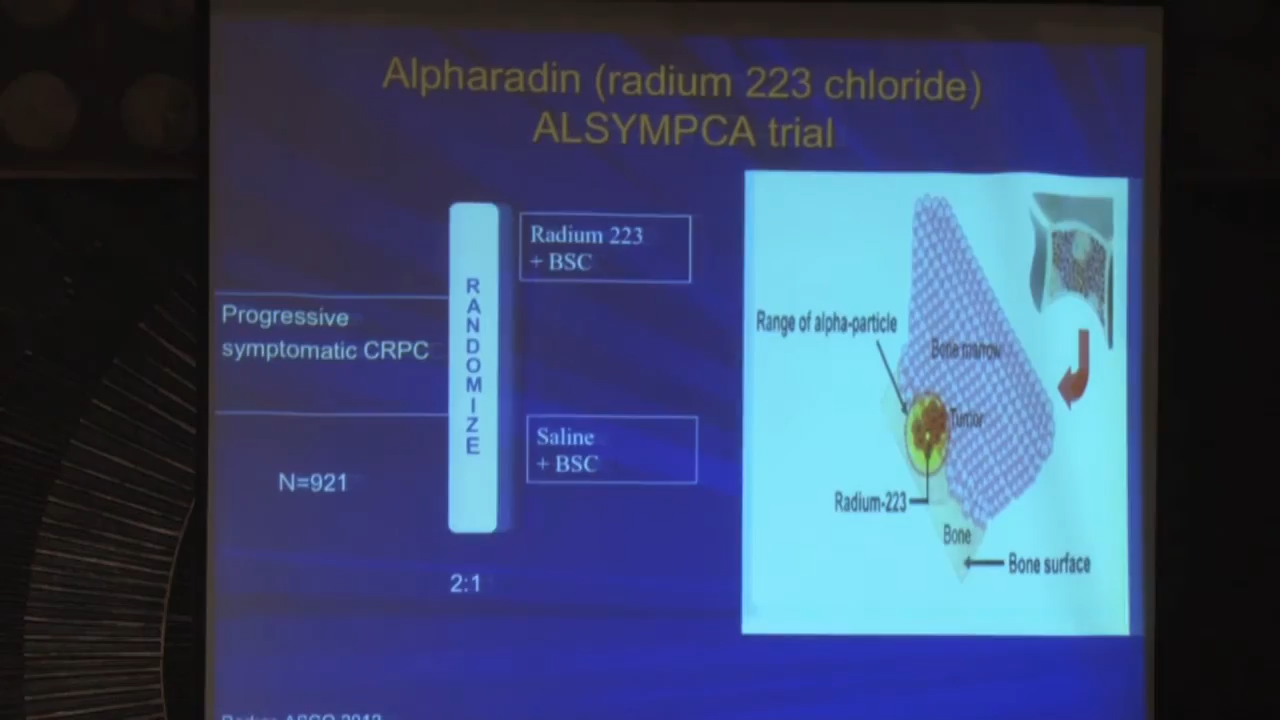 Alpharadin (radium 223 chloride)
ALSYMPCA trial
Radium 223
+ BSC
Progressive
symptomatic CRPC
RANDOMIZE
Saline
+ BSC
N=921
2:1
Range of alpha-particle
Bone marrow
Tumor
Radium-223
Bone
Bone surface